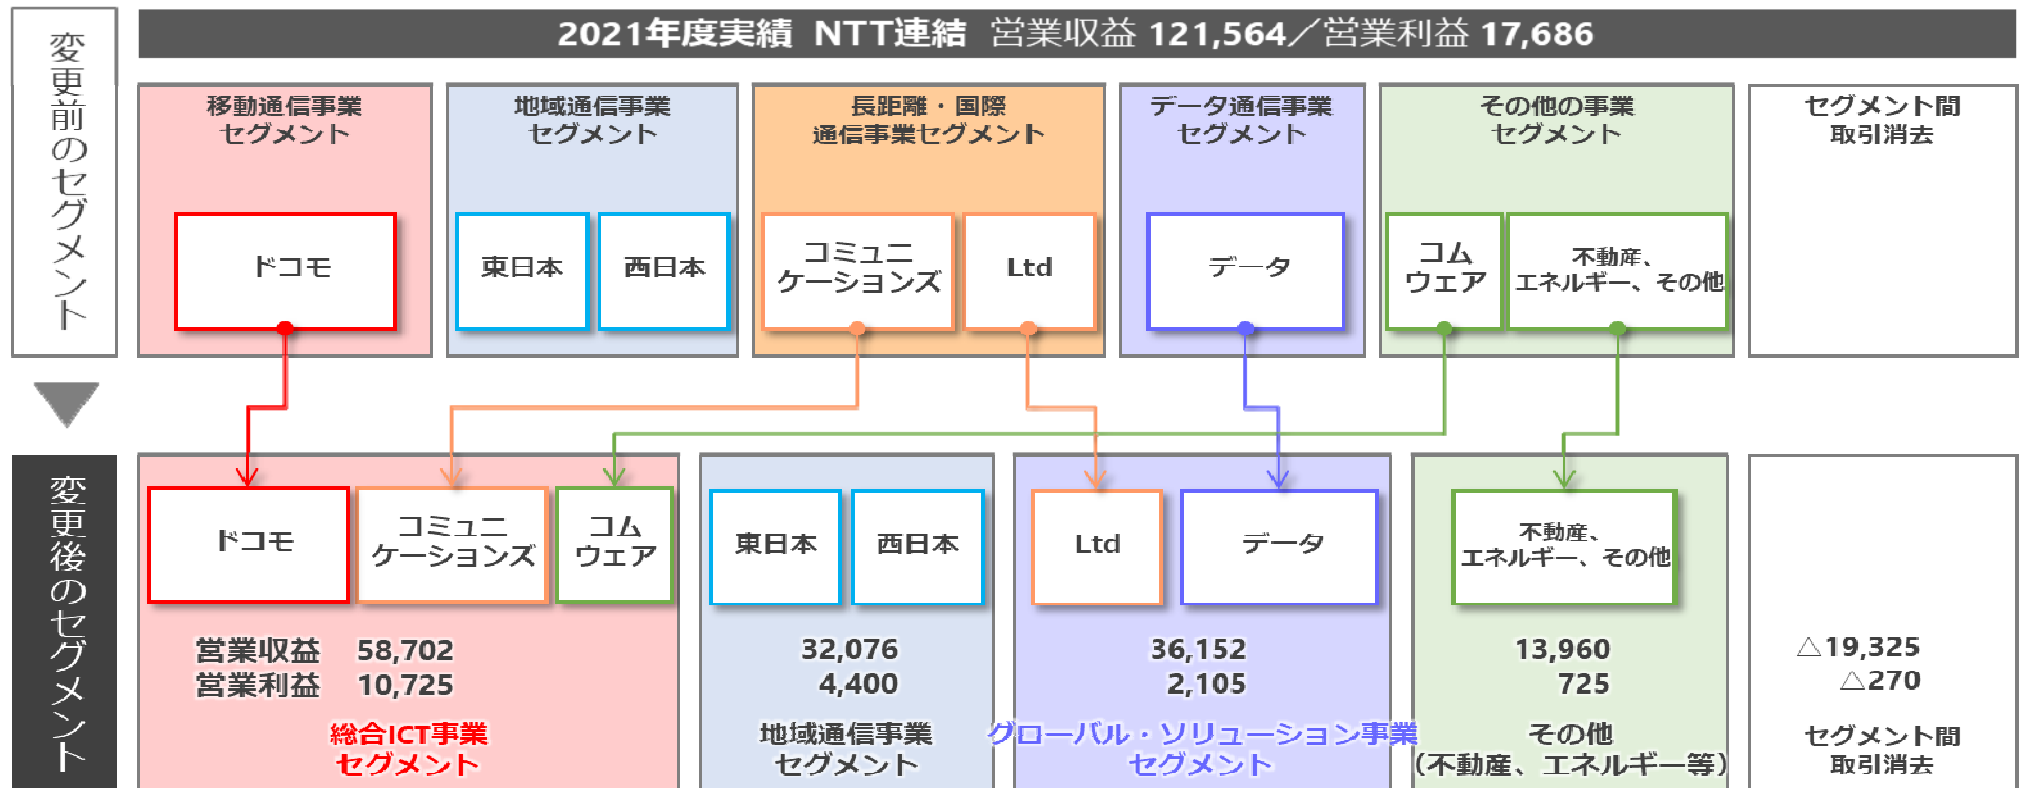 変更前のセグメント
2021年度実績 NTT連結 営業収益 121,564／営業利益 17,686
移動通信事業
セグメント
地域通信事業
セグメント
長距離・国際
通信事業セグメント
データ通信事業
セグメント
その他の事業
セグメント
セグメント間
取引消去
ドコモ
東日本
西日本
コミュニ
ケーションズ
Ltd
データ
コム
ウェア
不動産、
エネルギー、その他
変更後のセグメント
ドコモ
コミュニ
ケーションズ
コム
ウェア
東日本
西日本
Ltd
データ
不動産、
エネルギー、その他
営業収益 58,702
営業利益 10,725
総合ICT事業
セグメント
32,076
4,400
地域通信事業
セグメント
36,152
2,105
グローバル・ソリューション事業
セグメント
13,960
725
その他
（不動産、エネルギー等）
△19,325
△270
セグメント間
取引消去